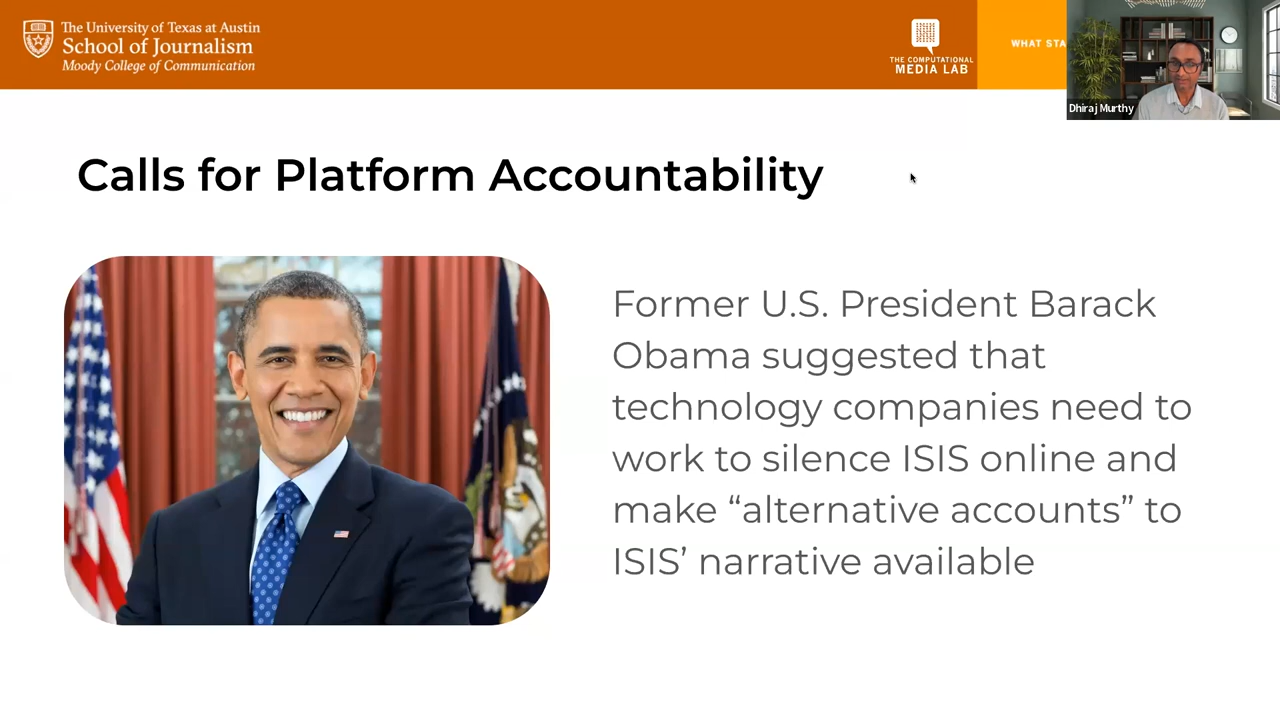 The University of Texas at Austin
School of Journalism
Moody College of Communication
THE COMPUTATIONAL
MEDIA LAB
WHAT STA
Dhiraj Murthy
Calls for Platform Accountability
Former U.S. President Barack
Obama suggested that
technology companies need to
work to silence ISIS online and
make “alternative accounts” to
ISIS’ narrative available